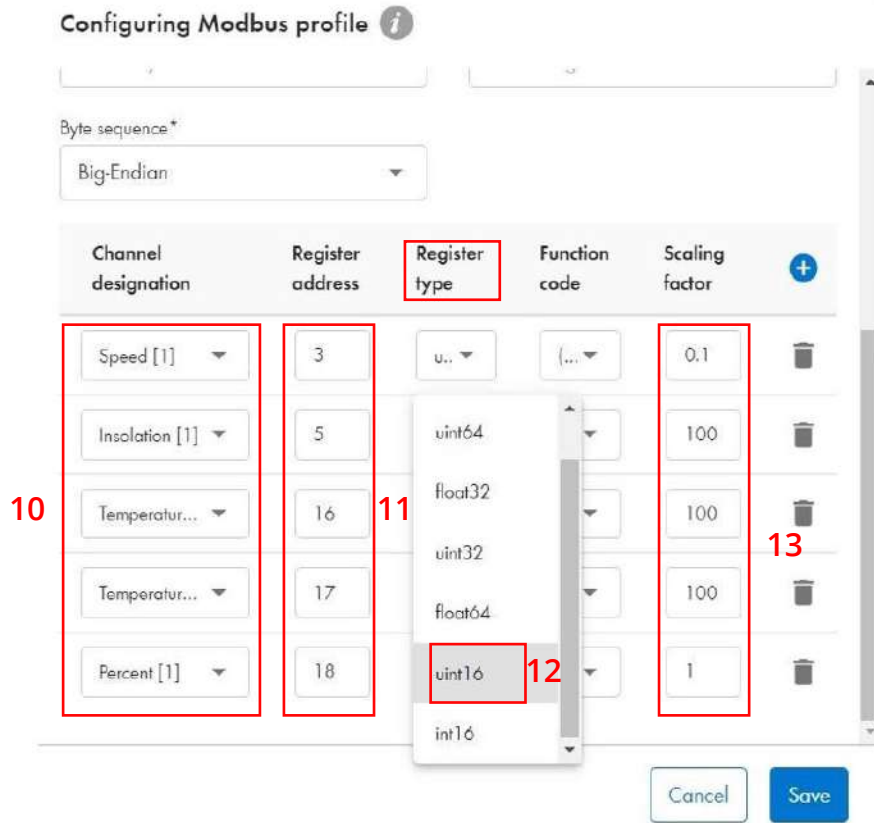 Configuring Modbus profile i
Byte sequence*
Big-Endian
Channel designation Register address Register type Function code Scaling factor
Speed [1] 3 u.. (... 0.1
Insolation [1] 5 100
uint64
float32
10 Temperatur... 16 11 100
uint32 13
Temperatur... 17 100
float64
Percent [1] 18 uint16 12 1
int16
Cancel Save